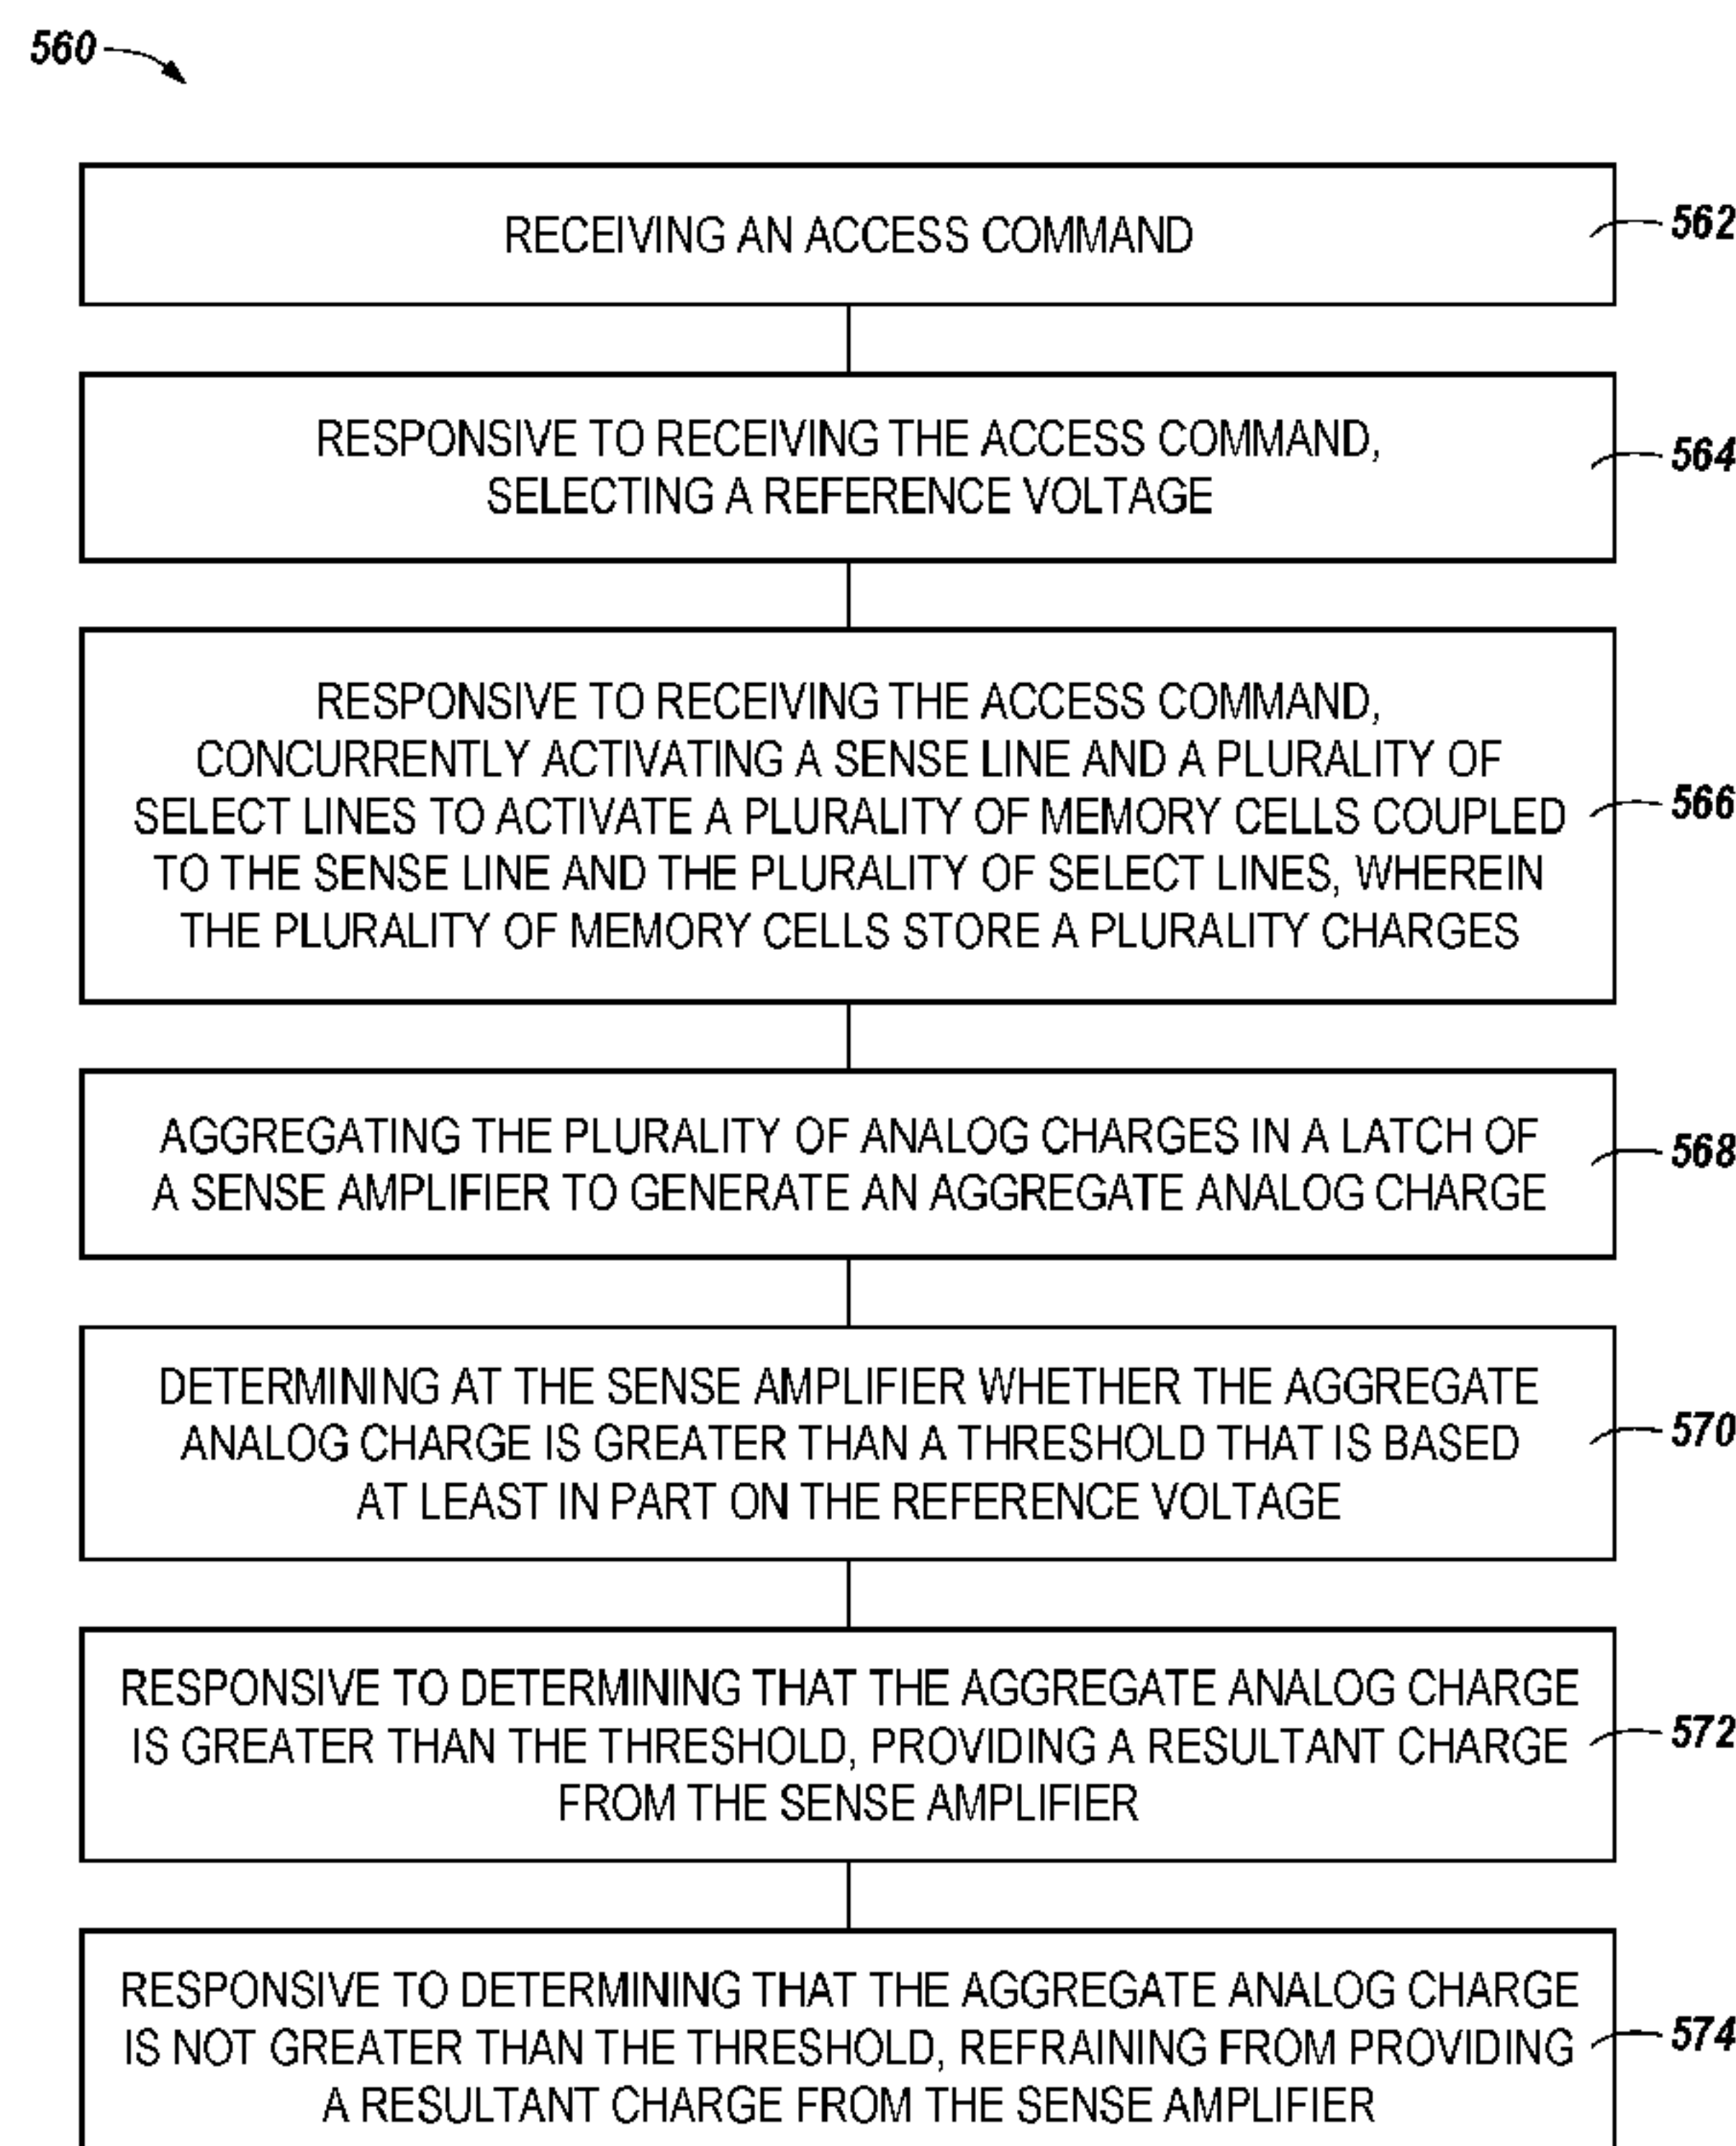 560
RECEIVING AN ACCESS COMMAND
562
RESPONSIVE TO RECEIVING THE ACCESS COMMAND,
SELECTING A REFERENCE VOLTAGE
564
RESPONSIVE TO RECEIVING THE ACCESS COMMAND,
CONCURRENTLY ACTIVATING A SENSE LINE AND A PLURALITY OF
SELECT LINES TO ACTIVATE A PLURALITY OF MEMORY CELLS COUPLED
TO THE SENSE LINE AND THE PLURALITY OF SELECT LINES, WHEREIN
THE PLURALITY OF MEMORY CELLS STORE A PLURALITY CHARGES
566
AGGREGATING THE PLURALITY OF ANALOG CHARGES IN A LATCH OF
A SENSE AMPLIFIER TO GENERATE AN AGGREGATE ANALOG CHARGE
568
DETERMINING AT THE SENSE AMPLIFIER WHETHER THE AGGREGATE
ANALOG CHARGE IS GREATER THAN A THRESHOLD THAT IS BASED
AT LEAST IN PART ON THE REFERENCE VOLTAGE
570
RESPONSIVE TO DETERMINING THAT THE AGGREGATE ANALOG CHARGE
IS GREATER THAN THE THRESHOLD, PROVIDING A RESULTANT CHARGE
FROM THE SENSE AMPLIFIER
572
RESPONSIVE TO DETERMINING THAT THE AGGREGATE ANALOG CHARGE
IS NOT GREATER THAN THE THRESHOLD, REFRAINING FROM PROVIDING
A RESULTANT CHARGE FROM THE SENSE AMPLIFIER
574